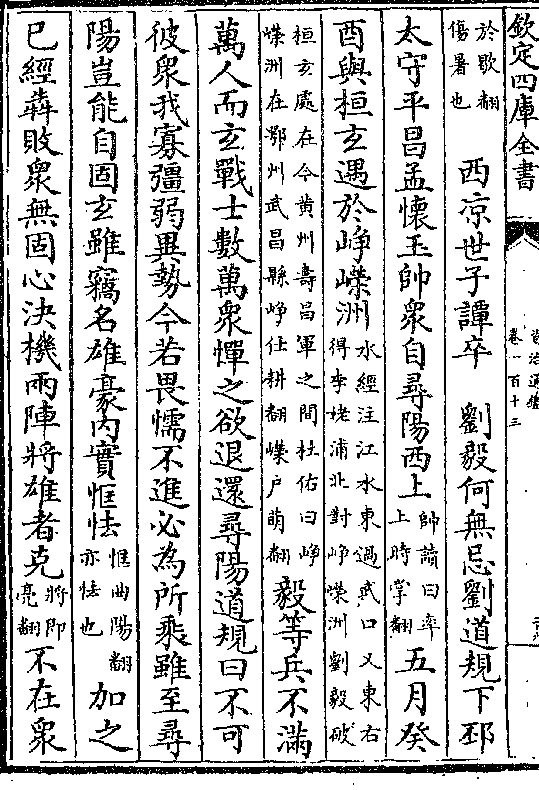 欽定四庫全書
資治通鑑
卷一百十三
於歇翻傷暑也 西凉世子譚卒 劉毅何無忌劉道規下邳
太守平昌孟懷玉帥衆自尋陽西上帥讀曰率上時掌翻五月癸
酉與桓玄遇於崢嶸洲水經注江水東過武口又東右得李姥浦北對崢嶸洲劉毅破
桓玄處在今黄州壽昌軍之間杜佑曰崢嶸洲在鄂州武昌縣崢仕耕翻嶸户萌翻毅等兵不滿
萬人而玄戰士數萬衆憚之欲退還尋陽道規曰不可
彼衆我寡彊弱異勢今若畏懦不進必為所乘雖至尋
陽豈能自固玄雖竊名雄豪内實恇怯恇曲陽翻亦怯也加之
已經奔敗衆無固心決機兩陣將雄者克將即亮翻不在衆